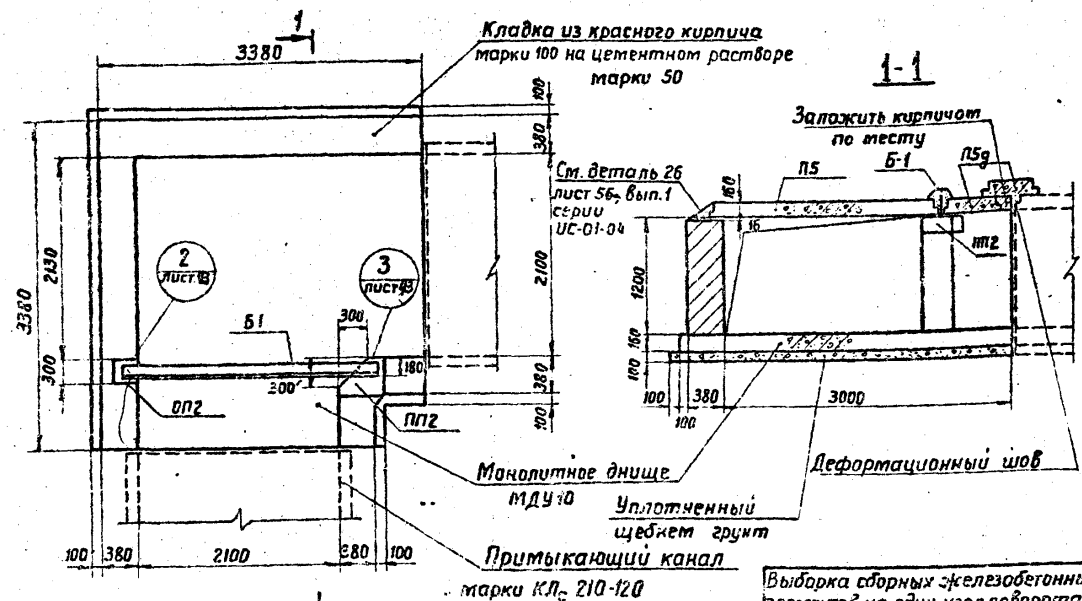 1
3380
Кладка из красного кирпича
марки 100 на цементном растворе
марки 50
100
380
2130
3380
300
2
лист 93
3
лист 93
300
Б1
180
200
ОП2
ПП2
2100
380
100
Монолитное днище
МДУ10
Примыкающий канал
марки КЛс 210-120
100
380
2100
380
100
1-1
Заложить кирпичом
по месту
См. деталь 26
лист 56, вып.1
серии
ИС-01-04
160
П5
Б-1
П5д
16
1200
160
100
100
100
380
3000
Деформационный шов
Уплотненный
щебнем грунт
Выборка сборных железобетонны